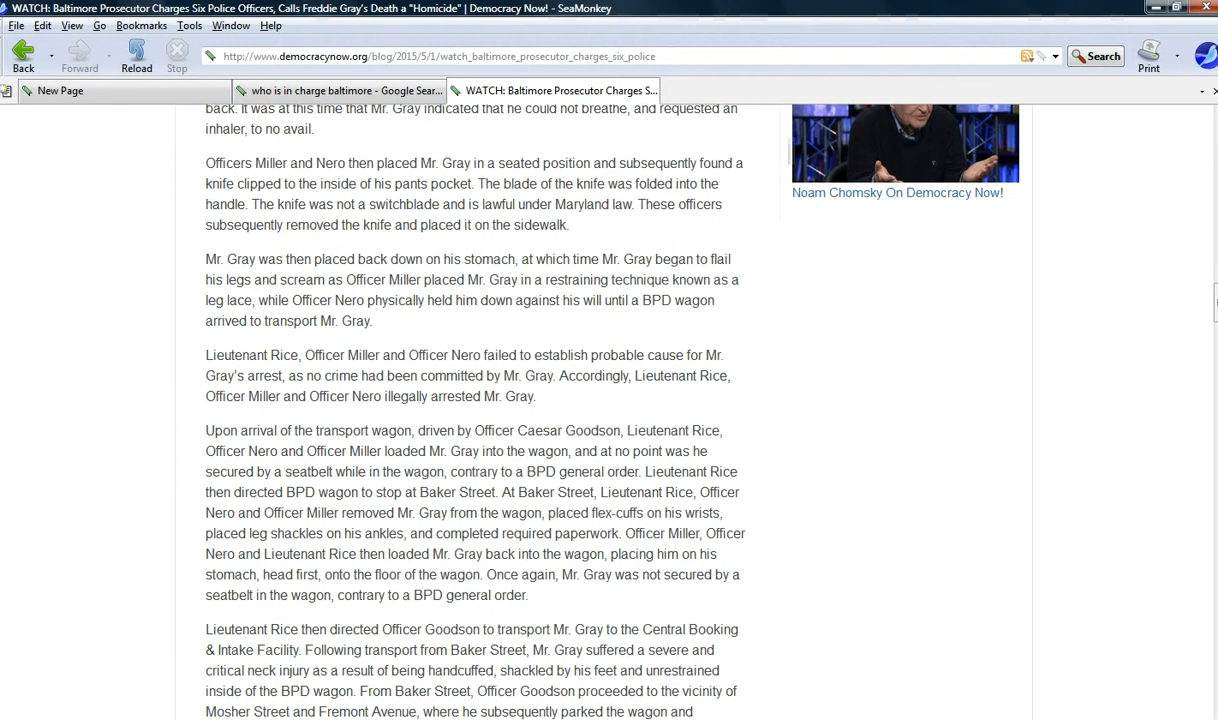 WATCH: Baltimore Prosecutor Charges Six Police Officers, Calls Freddie Gray's Death a "Homicide" | Democracy Now! - SeaMonkey
File Edit View Go Bookmarks Tools Window Help
http://www.democracynow.org/blog/2015/5/1/watch_baltimore_prosecutor_charges_six_police
Search
Back Forward Reload Stop Print
New Page who is in charge baltimore - Google Sear... WATCH: Baltimore Prosecutor Charges S...
back. It was at this time that Mr. Gray indicated that he could not breathe, and requested an
inhaler, to no avail.
Officers Miller and Nero then placed Mr. Gray in a seated position and subsequently found a
knife clipped to the inside of his pants pocket. The blade of the knife was folded into the
handle. The knife was not a switchblade and is lawful under Maryland law. These officers
subsequently removed the knife and placed it on the sidewalk.
Mr. Gray was then placed back down on his stomach, at which time Mr. Gray began to flail
his legs and scream as Officer Miller placed Mr. Gray in a restraining technique known as a
leg lace, while Officer Nero physically held him down against his will until a BPD wagon
arrived to transport Mr. Gray.
Lieutenant Rice, Officer Miller and Officer Nero failed to establish probable cause for Mr.
Gray's arrest, as no crime had been committed by Mr. Gray. Accordingly, Lieutenant Rice,
Officer Miller and Officer Nero illegally arrested Mr. Gray.
Upon arrival of the transport wagon, driven by Officer Caesar Goodson, Lieutenant Rice,
Officer Nero and Officer Miller loaded Mr. Gray into the wagon, and at no point was he
secured by a seatbelt while in the wagon, contrary to a BPD general order. Lieutenant Rice
then directed BPD wagon to stop at Baker Street. At Baker Street, Lieutenant Rice, Officer
Nero and Officer Miller removed Mr. Gray from the wagon, placed flex-cuffs on his wrists,
placed leg shackles on his ankles, and completed required paperwork. Officer Miller, Officer
Nero and Lieutenant Rice then loaded Mr. Gray back into the wagon, placing him on his
stomach, head first, onto the floor of the wagon. Once again, Mr. Gray was not secured by a
seatbelt in the wagon, contrary to a BPD general order.
Lieutenant Rice then directed Officer Goodson to transport Mr. Gray to the Central Booking
& Intake Facility. Following transport from Baker Street, Mr. Gray suffered a severe and
critical neck injury as a result of being handcuffed, shackled by his feet and unrestrained
inside of the BPD wagon. From Baker Street, Officer Goodson proceeded to the vicinity of
Mosher Street and Fremont Avenue, where he subsequently parked the wagon and
Noam Chomsky On Democracy Now!